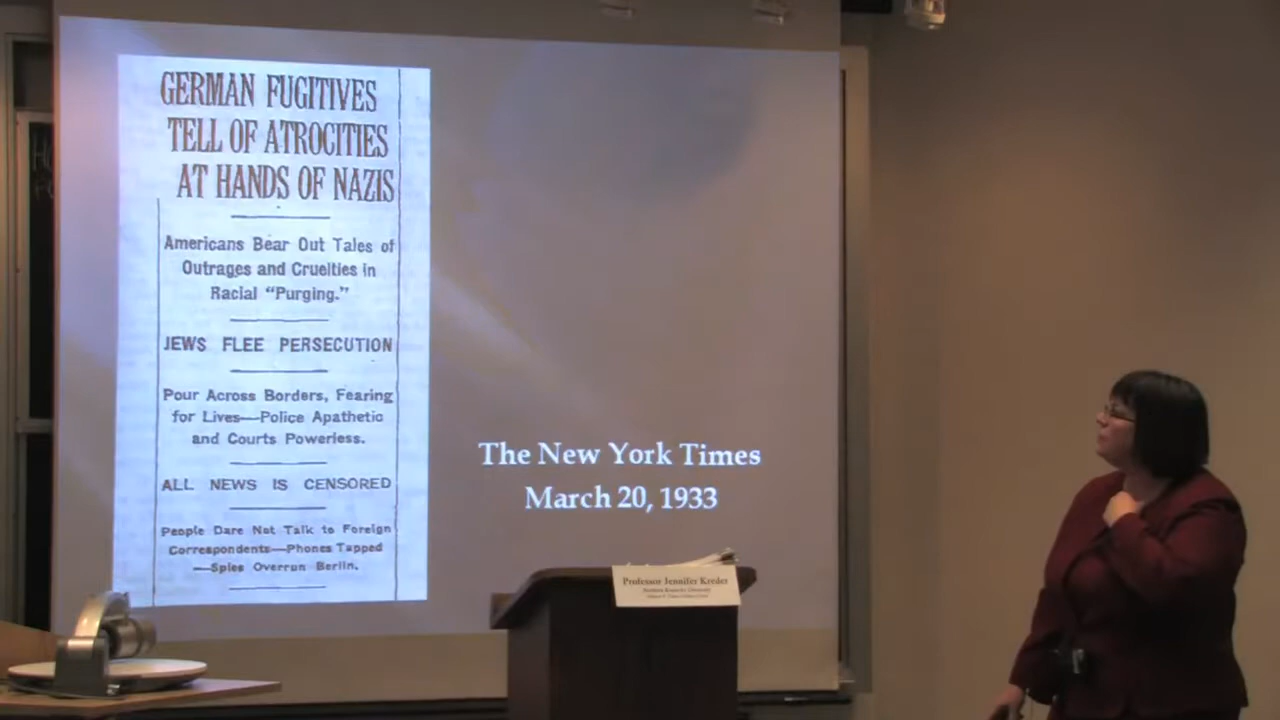 GERMAN FUGITIVES
TELL OF ATROCITIES
AT HANDS OF NAZIS
Americans Bear Out Tales of
Outrages and Cruelties in
Racial “Purging.”
JEWS FLEE PERSECUTION
Pour Across Borders, Fearing
for Lives—Police Apathetic
and Courts Powerless.
ALL NEWS IS CENSORED
People Dare Not Talk to Foreign
Correspondents—Phones Tapped
—Spies Overrun Berlin.
The New York Times
March 20, 1933
Professor Jennifer Kreder
Northern Kentucky University